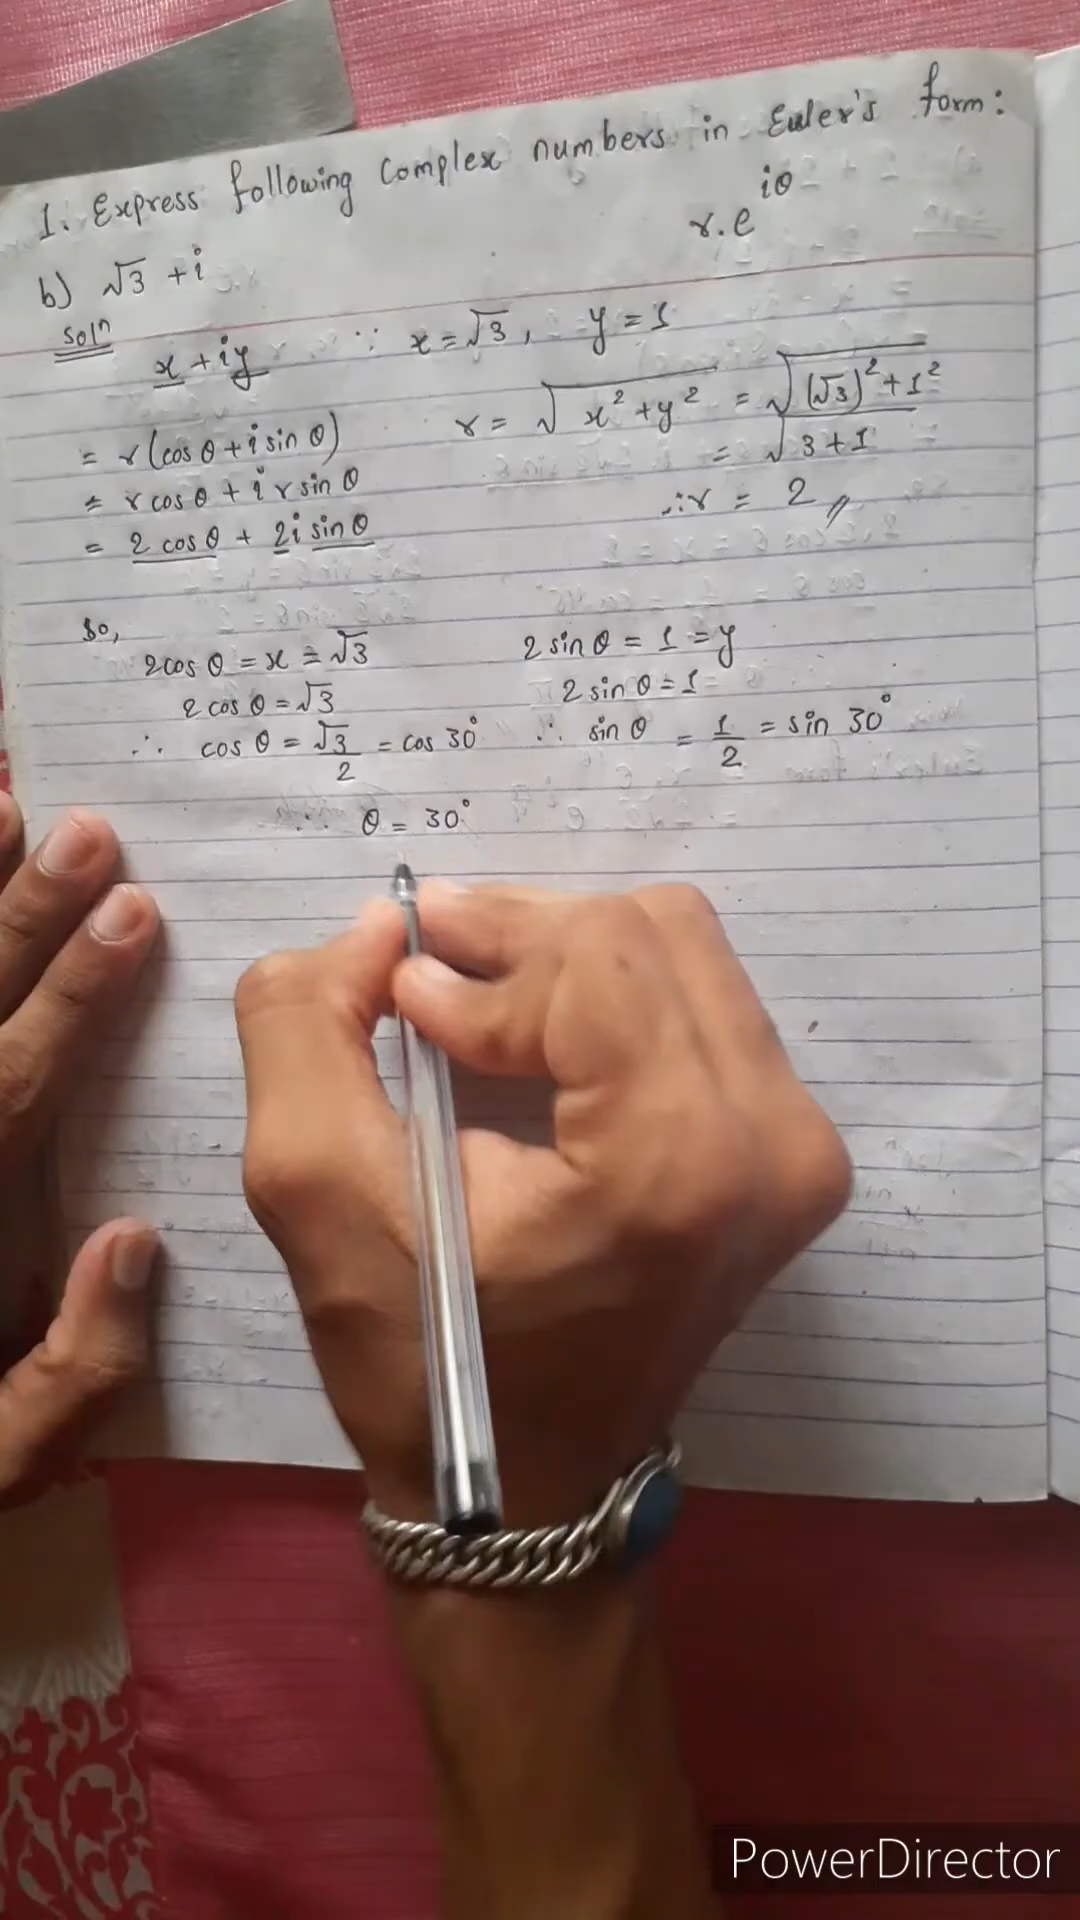 1. Express following complex numbers in Euler's form:
r.e^{iθ}
b) √3 + i
Solⁿ
x + iy ∵ x = √3, y = 1
= r(cos θ + i sin θ) r = √(x² + y²) = √((√3)² + 1²)
= r cos θ + i r sin θ = √(3 + 1)
= 2 cos θ + 2i sin θ ∴ r = 2 //
So,
2cos θ = x = √3 2 sin θ = 1 = y
2 cos θ = √3 2 sin θ = 1
∴ cos θ = √3/2 = cos 30° ∴ sin θ = 1/2 = sin 30°
∴ θ = 30°
PowerDirector